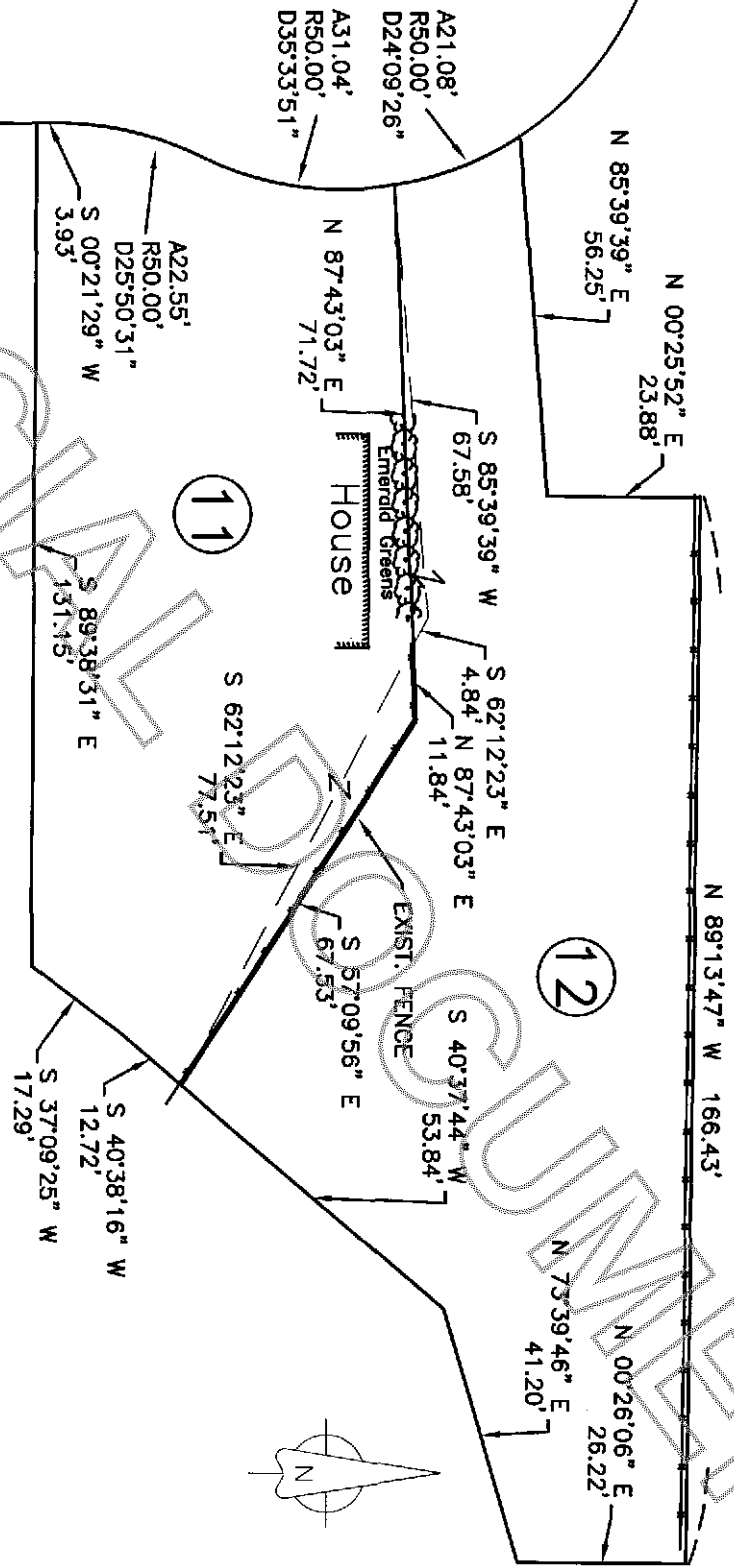 A21.08'
R50.00'
D24°09'26"
A31.04'
R50.00'
D35°33'51"
N 85°39'39" E
56.25'
N 00°25'52" E
23.88'
N 89°13'47" W 166.43'
A22.55'
R50.00'
D25°50'31"
S 00°21'29" W
3.93'
N 87°43'03" E
71.72'
S 85°39'39" W
67.58'
Emerald Greens
House
S 62°12'23" E
4.84'
N 87°43'03" E
11.84'
11
12
S 89°38'31" E
131.15'
S 62°12'23" E
77.51'
EXIST. FENCE
S 67°09'56" E
67.53'
S 40°37'44" W
53.84'
S 40°38'16" W
12.72'
S 37°09'25" W
17.29'
N 73°39'46" E
41.20'
N 00°26'06" E
26.22'
N
CIAL DOCUME